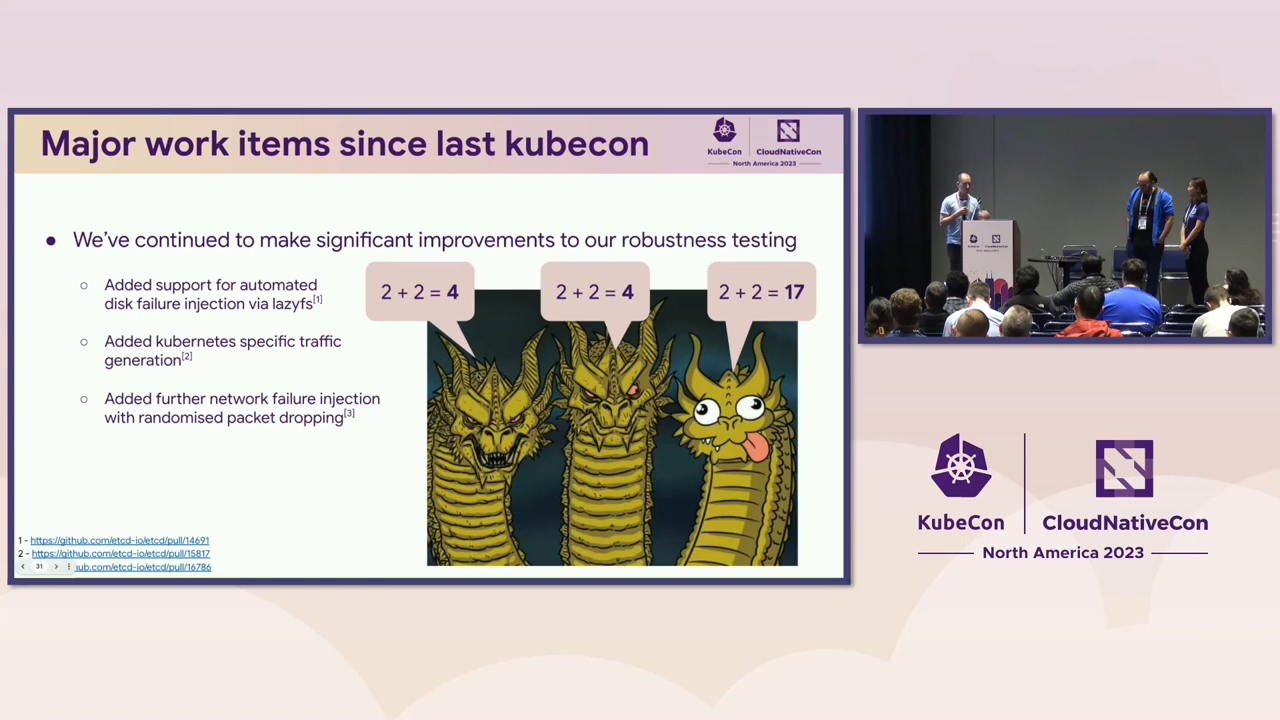 Major work items since last kubecon
KubeCon
CloudNativeCon
North America 2023
● We've continued to make significant improvements to our robustness testing
○ Added support for automated
disk failure injection via lazyfs[1]
○ Added kubernetes specific traffic
generation[2]
○ Added further network failure injection
with randomised packet dropping[3]
2 + 2 = 4
2 + 2 = 4
2 + 2 = 17
1 - https://github.com/etcd-io/etcd/pull/14691
2 - https://github.com/etcd-io/etcd/pull/15817
31
ub.com/etcd-io/etcd/pull/16786
KubeCon
CloudNativeCon
North America 2023